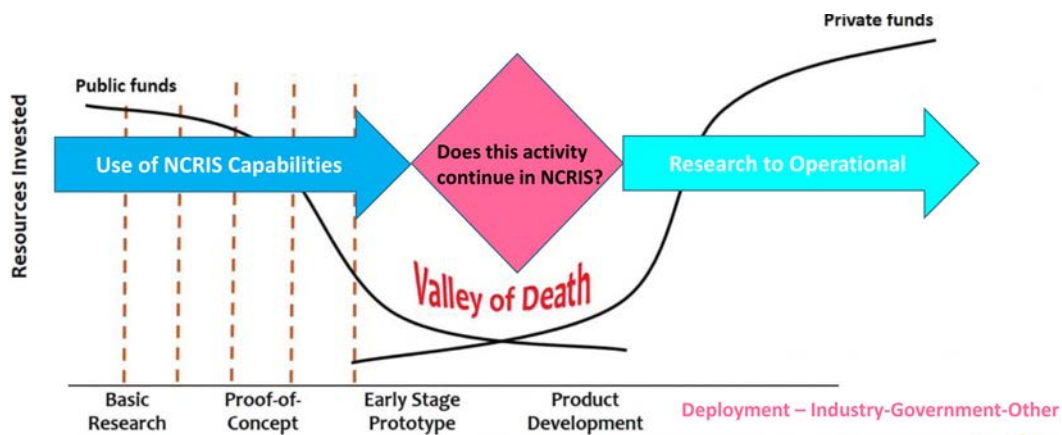 Private funds
Public funds
Resources Invested
Use of NCRIS Capabilities
Does this activity
continue in NCRIS?
Research to Operational
Valley of Death
Basic
Research
Proof-of-
Concept
Early Stage
Prototype
Product
Development
Deployment – Industry-Government-Other